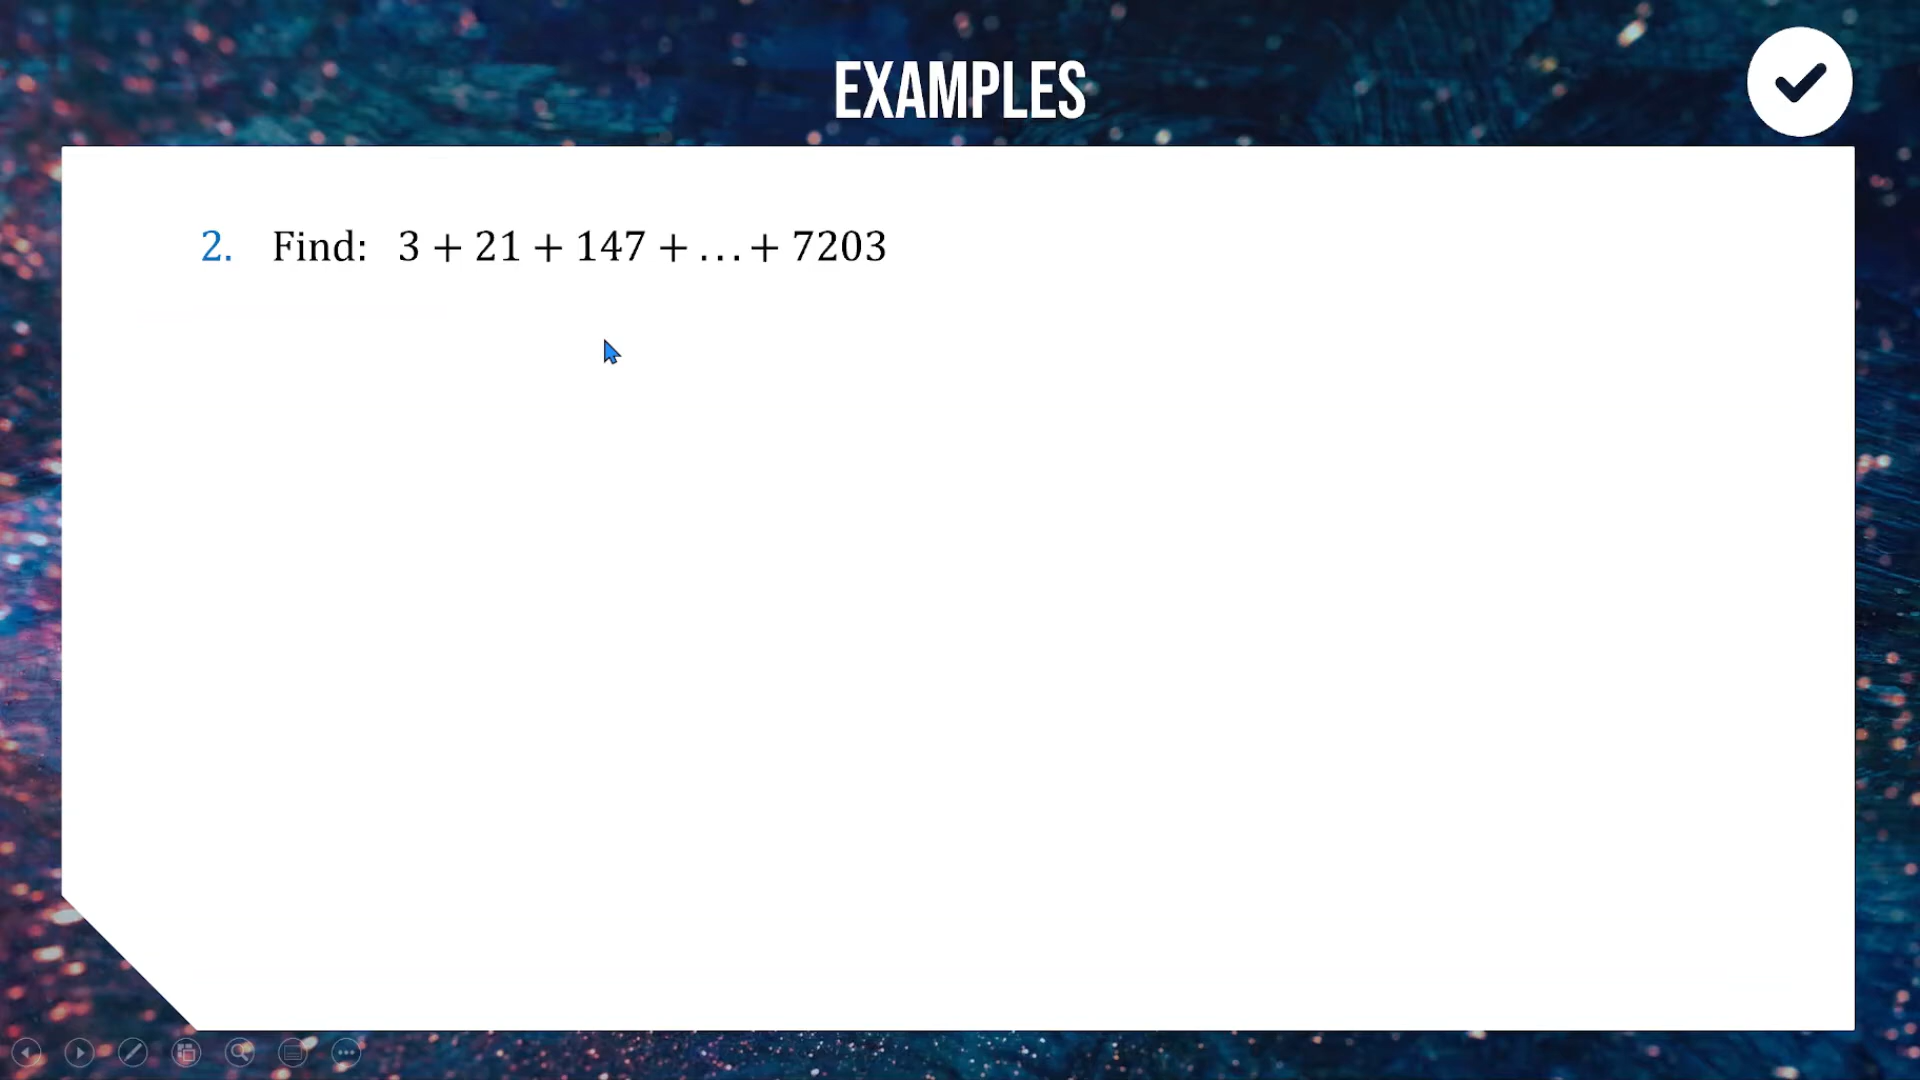 EXAMPLES
2. Find: 3 + 21 + 147 + … + 7203